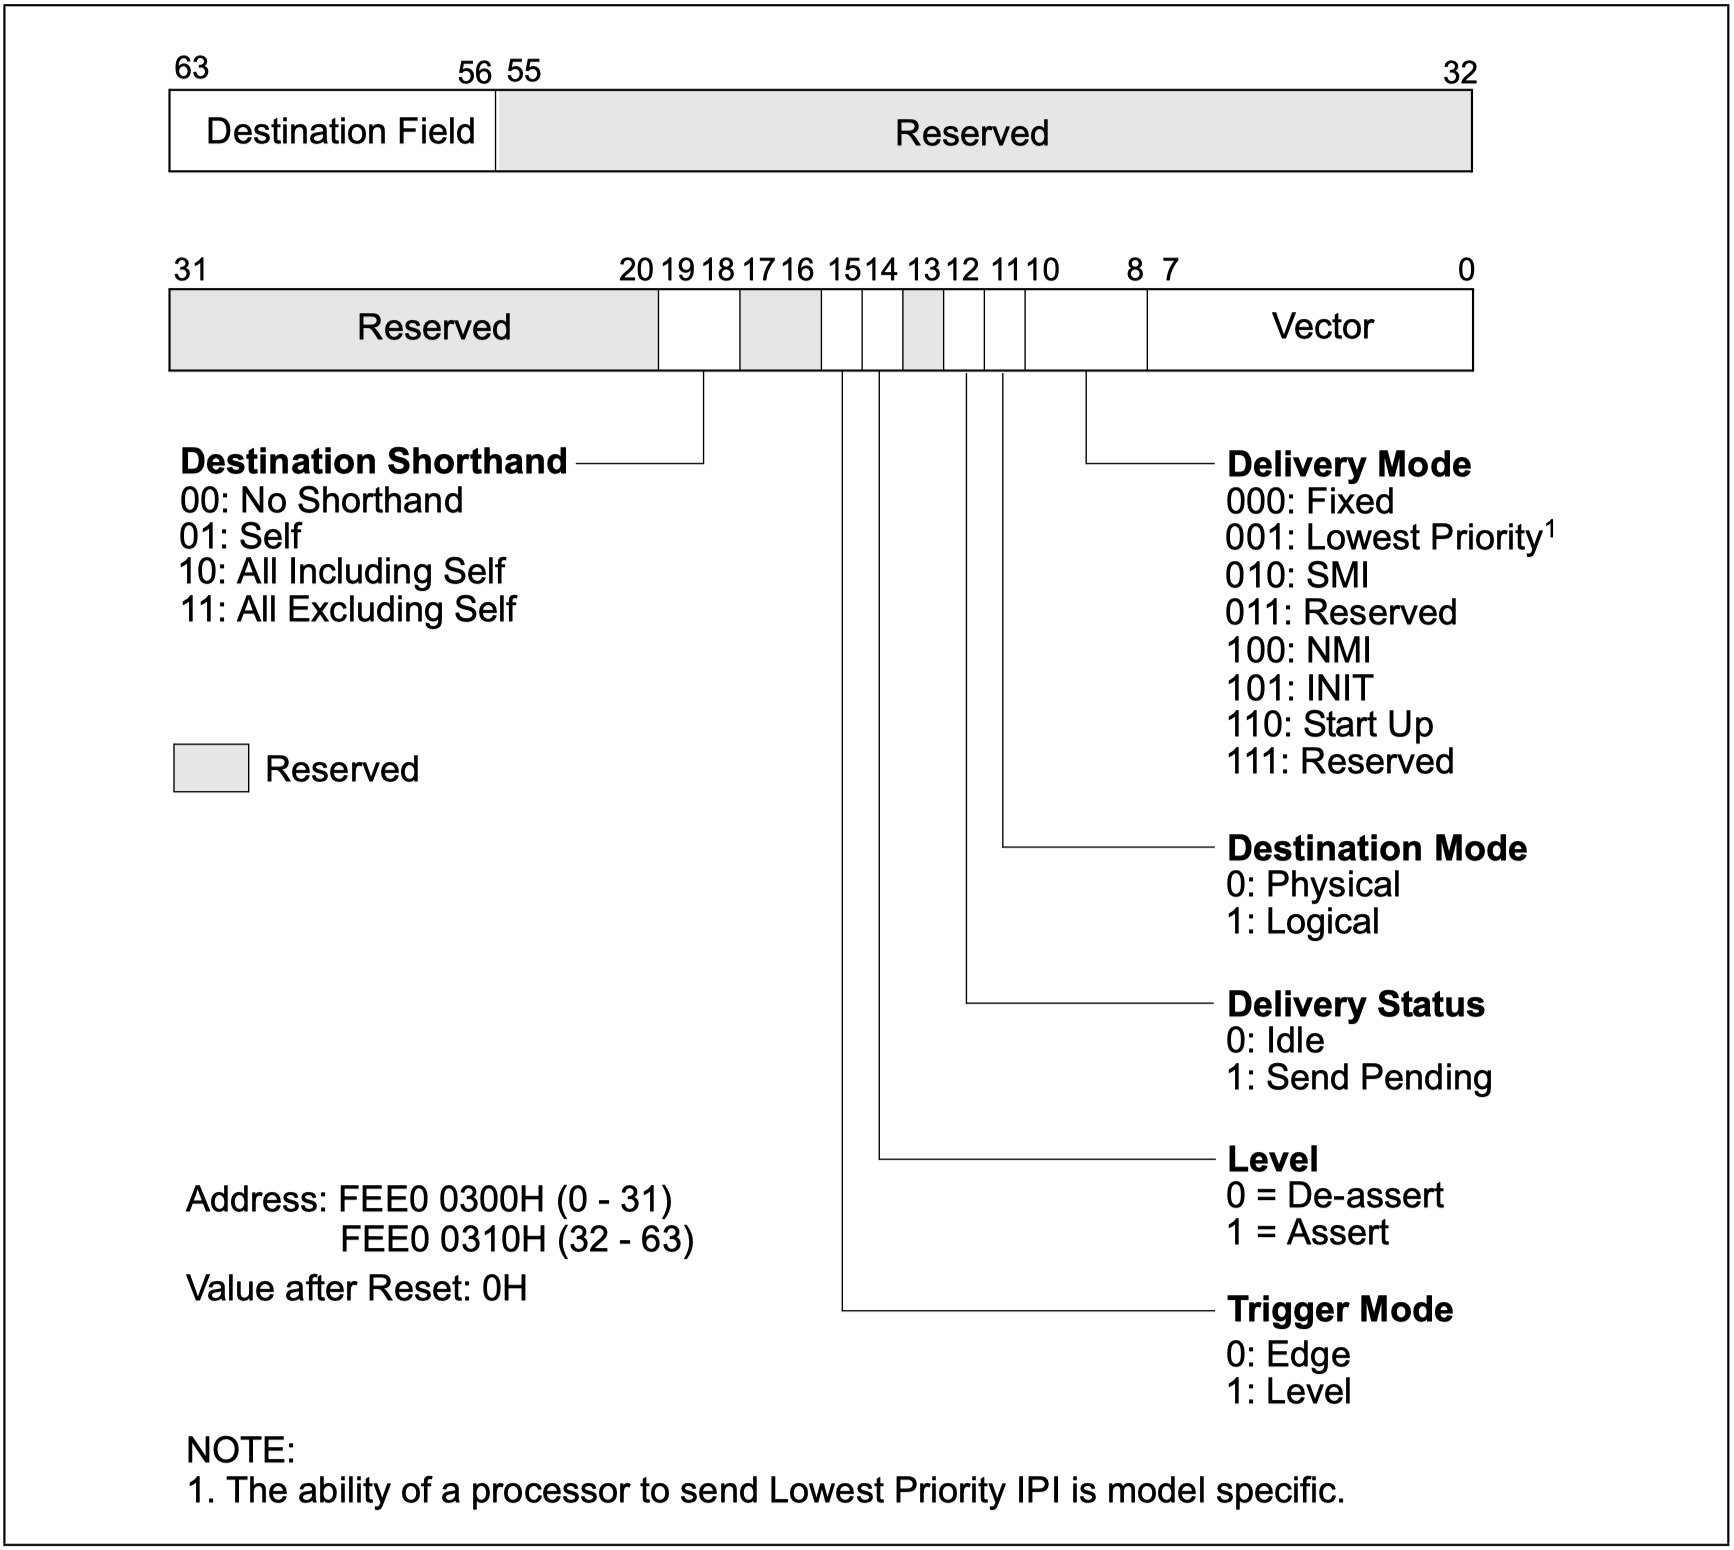 63 56 55 32
Destination Field Reserved
31 20 19 18 17 16 15 14 13 12 11 10 8 7 0
Reserved Vector
Destination Shorthand
00: No Shorthand
01: Self
10: All Including Self
11: All Excluding Self
Reserved
Delivery Mode
000: Fixed
001: Lowest Priority¹
010: SMI
011: Reserved
100: NMI
101: INIT
110: Start Up
111: Reserved
Destination Mode
0: Physical
1: Logical
Delivery Status
0: Idle
1: Send Pending
Level
0 = De-assert
1 = Assert
Trigger Mode
0: Edge
1: Level
Address: FEE0 0300H (0 - 31)
FEE0 0310H (32 - 63)
Value after Reset: 0H
NOTE:
1. The ability of a processor to send Lowest Priority IPI is model specific.